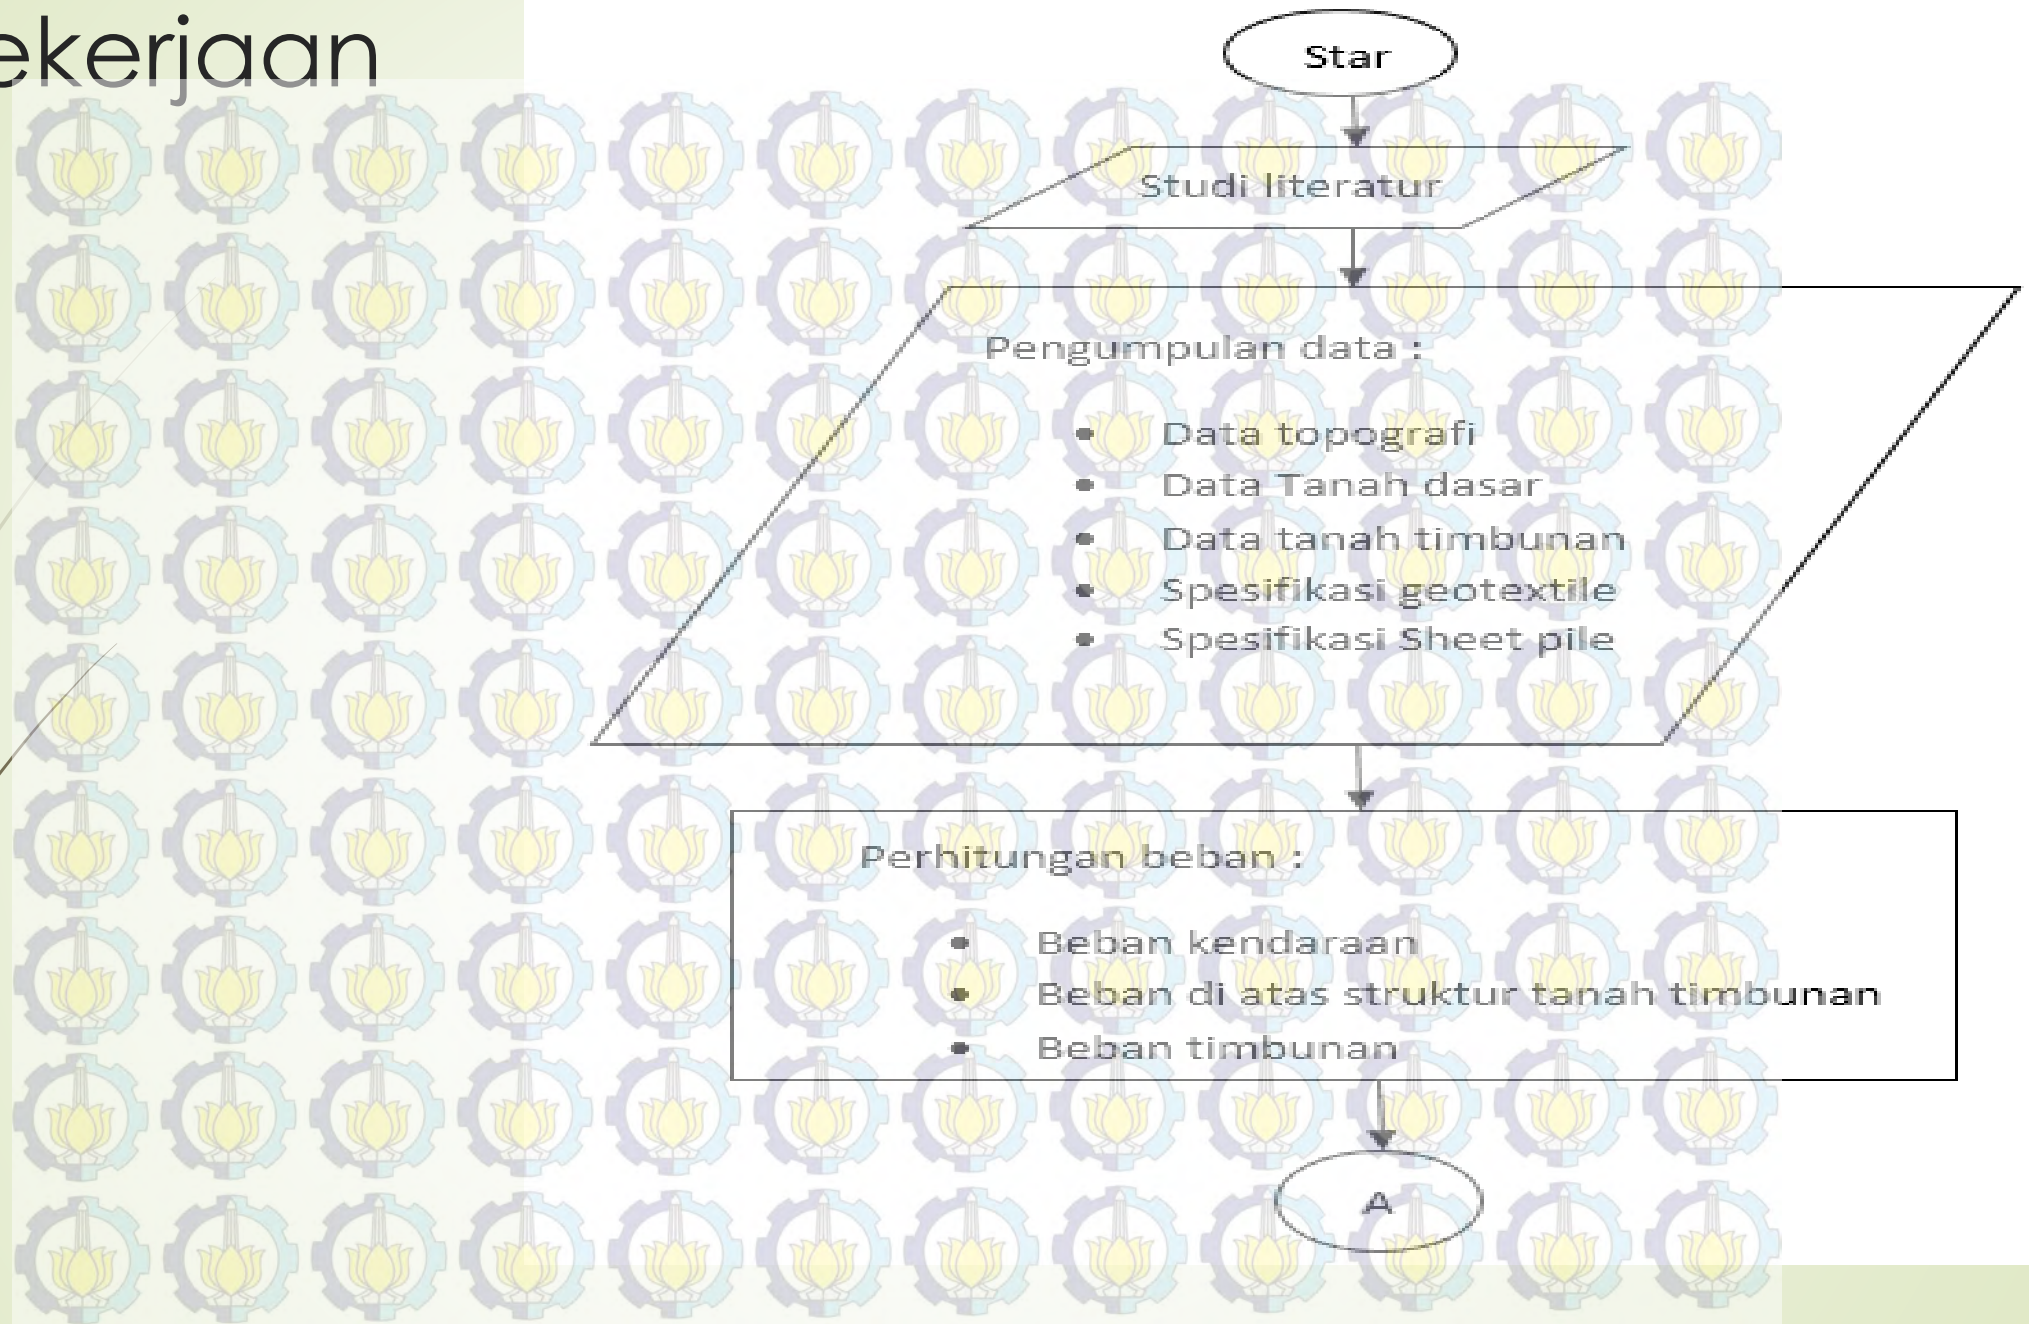 ekerjaan
Star
Studi literatur
Pengumpulan data :
• Data topografi
• Data Tanah dasar
• Data tanah timbunan
• Spesifikasi geotextile
• Spesifikasi Sheet pile
Perhitungan beban :
• Beban kendaraan
• Beban di atas struktur tanah timbunan
• Beban timbunan
A